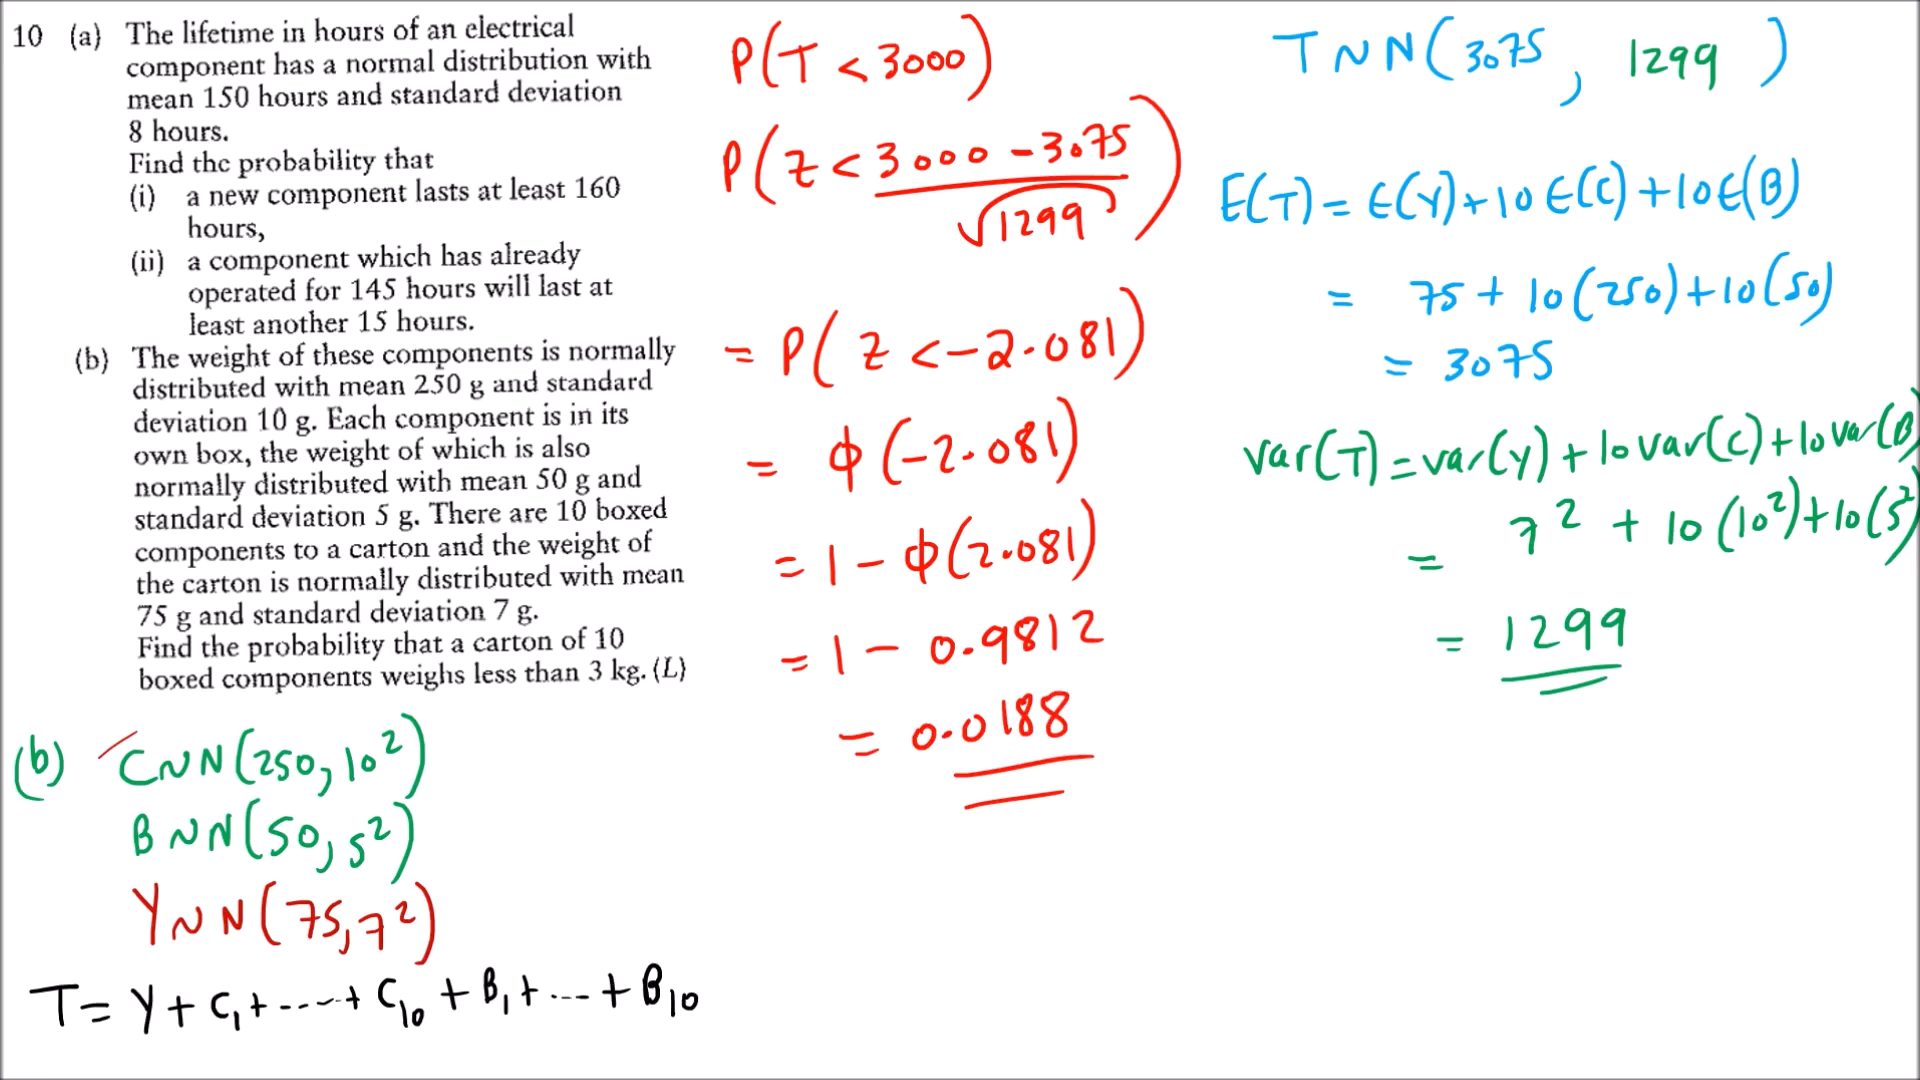 10 (a) The lifetime in hours of an electrical
component has a normal distribution with
mean 150 hours and standard deviation
8 hours.
Find the probability that
(i) a new component lasts at least 160
hours,
(ii) a component which has already
operated for 145 hours will last at
least another 15 hours.
(b) The weight of these components is normally
distributed with mean 250 g and standard
deviation 10 g. Each component is in its
own box, the weight of which is also
normally distributed with mean 50 g and
standard deviation 5 g. There are 10 boxed
components to a carton and the weight of
the carton is normally distributed with mean
75 g and standard deviation 7 g.
Find the probability that a carton of 10
boxed components weighs less than 3 kg. (L)
(b) C~N(250, 10²)
B~N(50, 5²)
Y~N(75, 7²)
T = Y + C₁ + ..... + C₁₀ + B₁ + .... + B₁₀
P(T < 3000)
P(Z < (3000 - 3075)/√1299)
= P(Z < -2.081)
= Φ(-2.081)
= 1 - Φ(2.081)
= 1 - 0.9812
= 0.0188
T~N(3075, 1299)
E(T) = E(Y) + 10E(C) + 10E(B)
= 75 + 10(250) + 10(50)
= 3075
Var(T) = Var(Y) + 10Var(C) + 10Var(B)
= 7² + 10(10²) + 10(5²)
= 1299